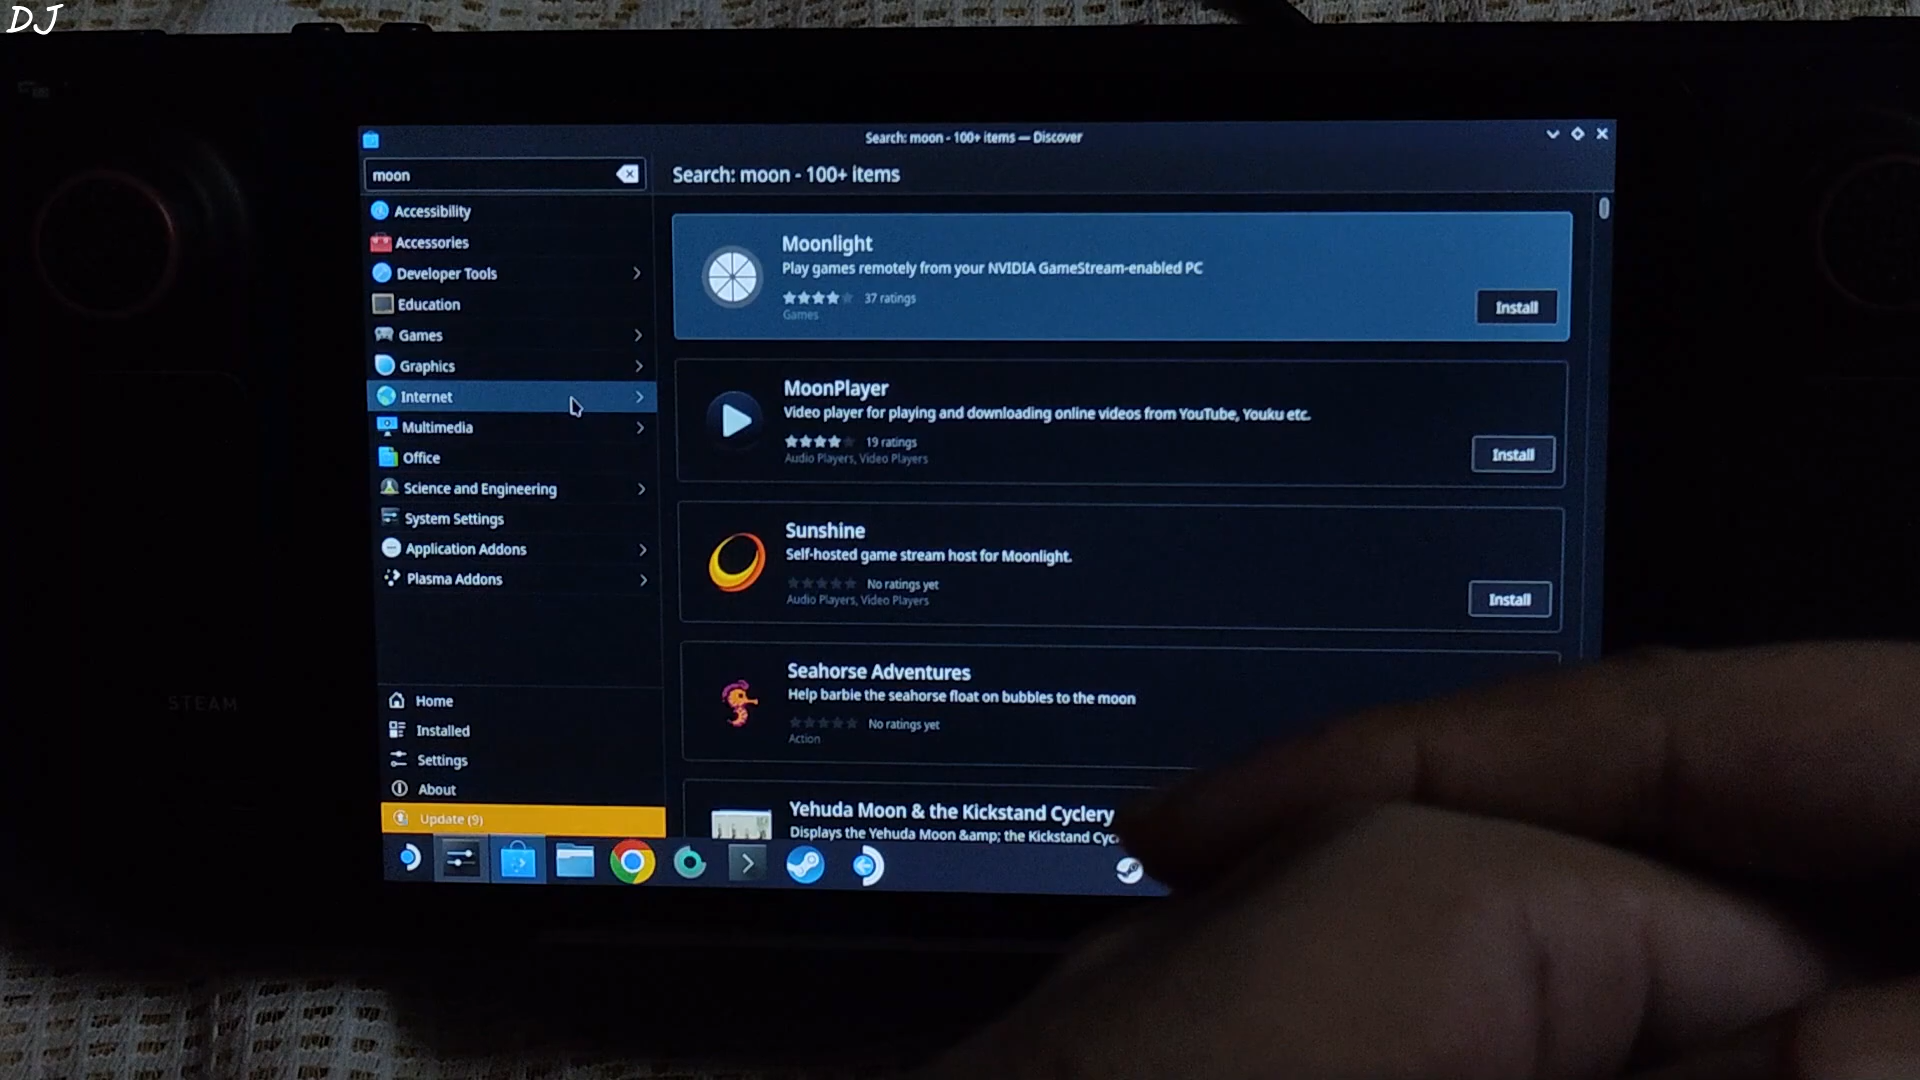 DJ
Search: moon - 100+ items — Discover
moon
Search: moon - 100+ items
Accessibility
Accessories
Developer Tools
Education
Games
Graphics
Internet
Multimedia
Office
Science and Engineering
System Settings
Application Addons
Plasma Addons
Home
Installed
Settings
About
Update (9)
Moonlight
Play games remotely from your NVIDIA GameStream-enabled PC
37 ratings
Games
Install
MoonPlayer
Video player for playing and downloading online videos from YouTube, Youku etc.
19 ratings
Audio Players, Video Players
Install
Sunshine
Self-hosted game stream host for Moonlight.
No ratings yet
Audio Players, Video Players
Install
Seahorse Adventures
Help barbie the seahorse float on bubbles to the moon
No ratings yet
Action
Yehuda Moon & the Kickstand Cyclery
Displays the Yehuda Moon &amp; the Kickstand Cyc
STEAM